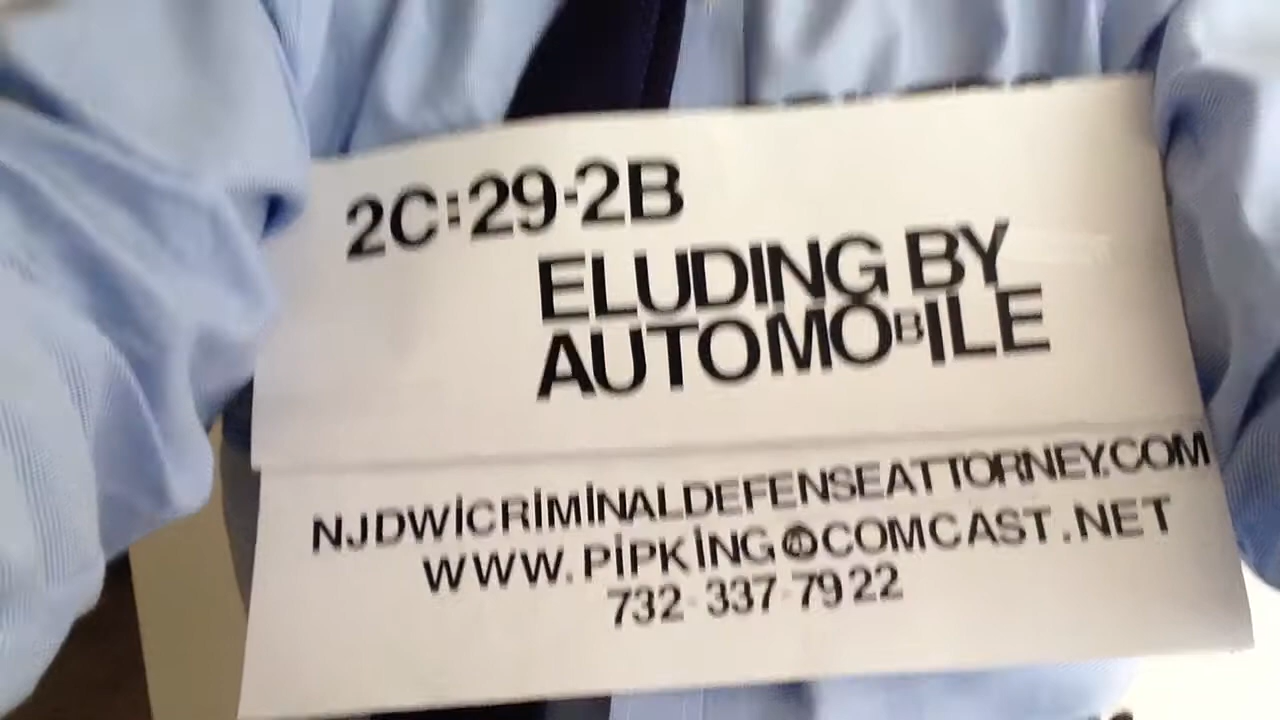 2C:29-2B
ELUDING BY
AUTOMOBILE
NJDWICRIMINALDEFENSEATTORNEY.COM
WWW.PIPKING@COMCAST.NET
732-337-7922